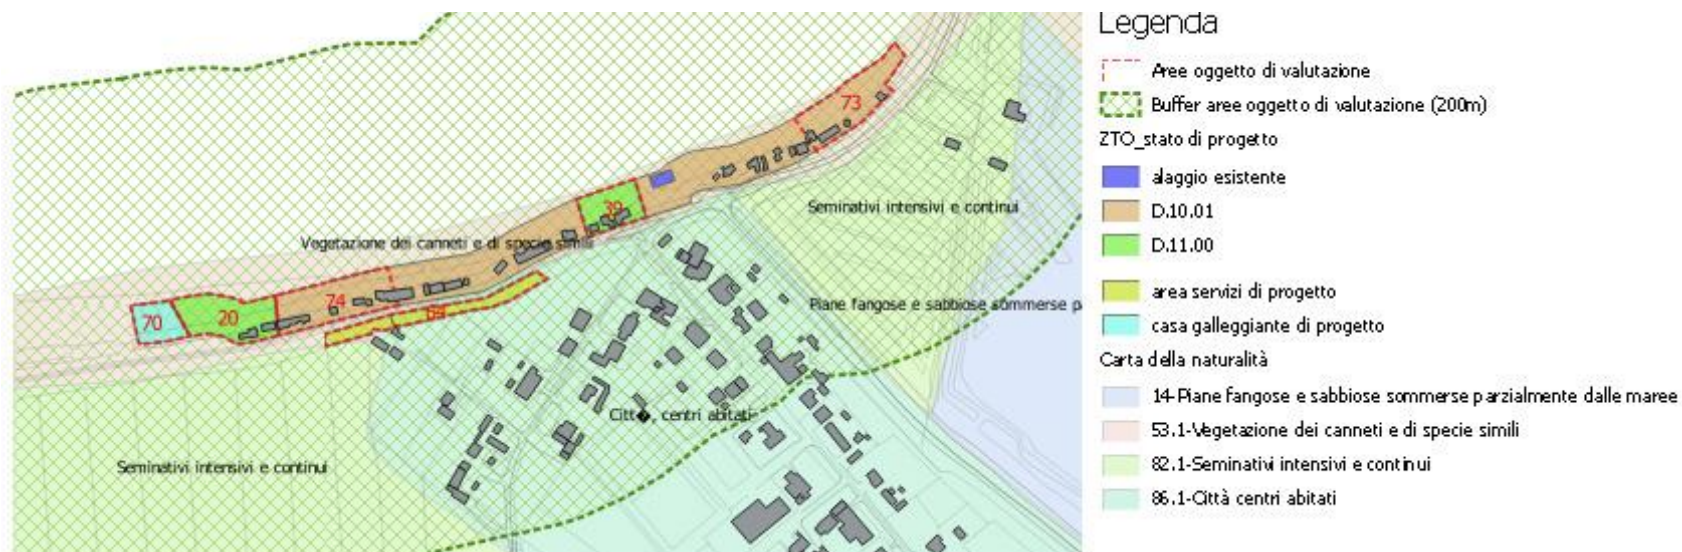 Legenda
Aree oggetto di valutazione
Buffer aree oggetto di valutazione (200m)
ZTO_stato di progetto
alaggio esistente
D.10.01
D.11.00
area servizi di progetto
casa galleggiante di progetto
Carta della naturalità
14-Piane fangose e sabbiose sommerse parzialmente dalle maree
53.1-Vegetazione dei canneti e di specie simili
82.1-Seminativi intensivi e continui
86.1-Città centri abitati
73
39
Seminativi intensivi e continui
Vegetazione dei canneti e di specie simili
74
Piane fangose e sabbiose sommerse p
70
20
Citt�, centri abitati
Seminativi intensivi e continui